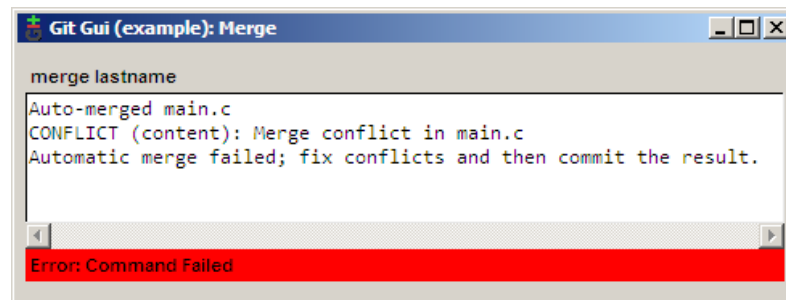 Git Gui (example): Merge
merge lastname
Auto-merged main.c
CONFLICT (content): Merge conflict in main.c
Automatic merge failed; fix conflicts and then commit the result.
Error: Command Failed